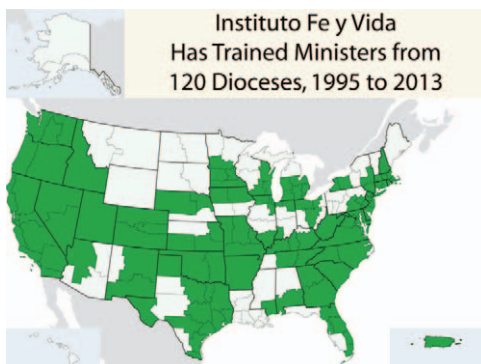 Instituto Fe y Vida
Has Trained Ministers from
120 Dioceses, 1995 to 2013